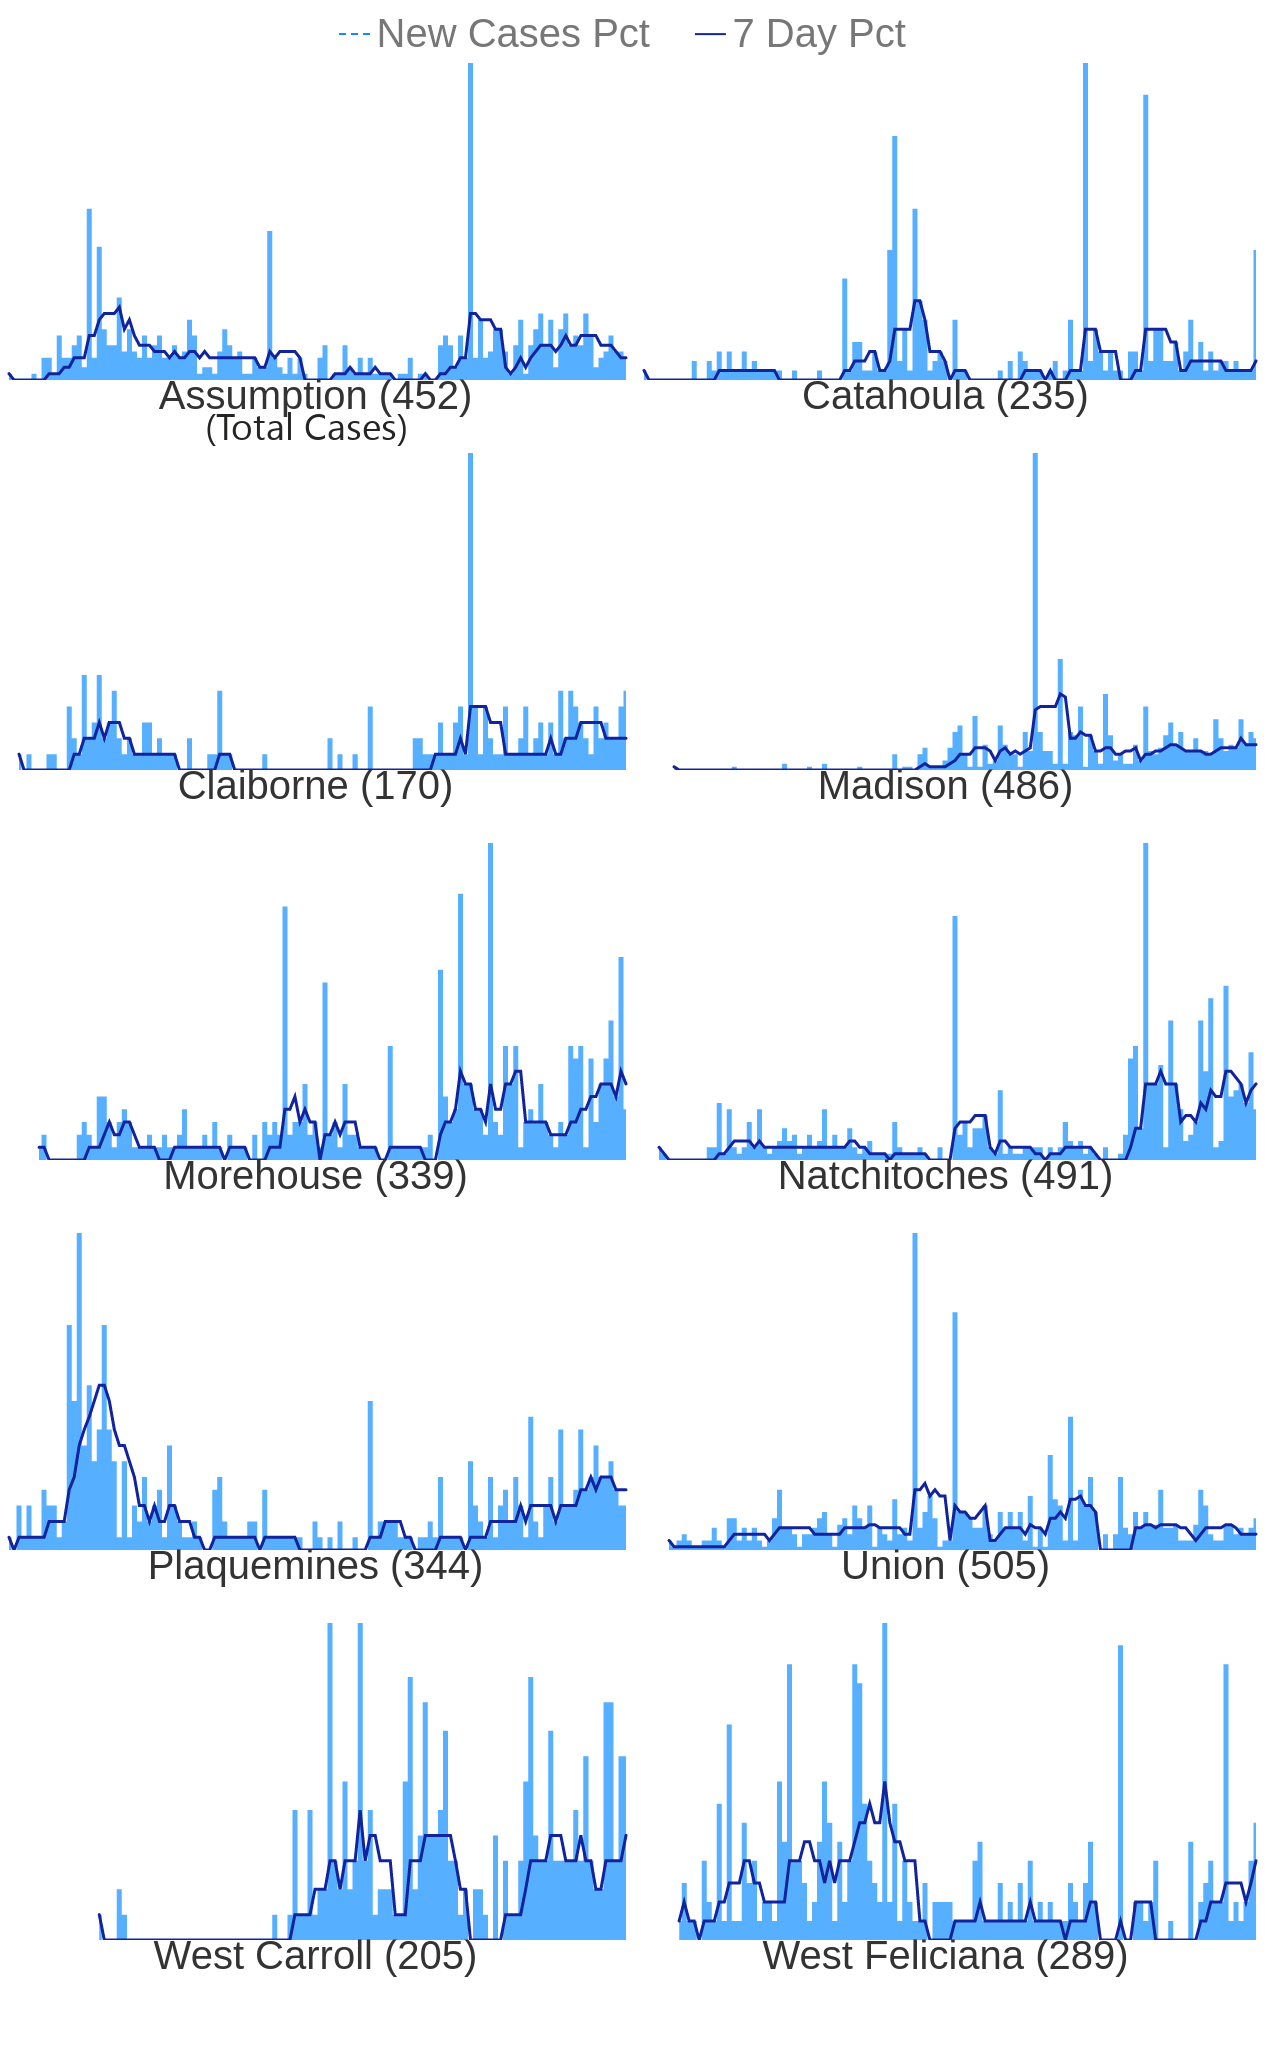 New Cases Pct 7 Day Pct
Assumption (452) Catahoula (235)
(Total Cases)
Claiborne (170) Madison (486)
Morehouse (339) Natchitoches (491)
Plaquemines (344) Union (505)
West Carroll (205) West Feliciana (289)